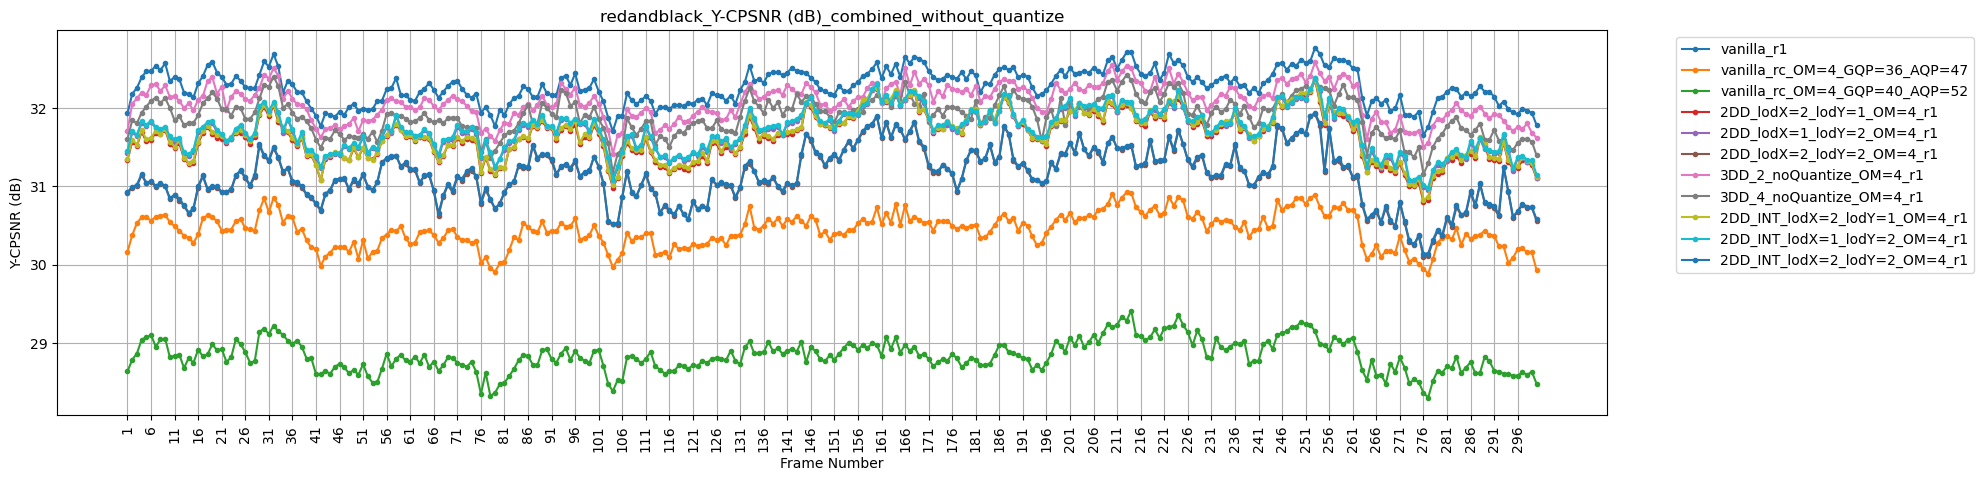 redandblack_Y-CPSNR (dB)_combined_without_quantize
Y-CPSNR (dB)
32
31
30
29
1 6 11 16 21 26 31 36 41 46 51 56 61 66 71 76 81 86 91 96 101 106 111 116 121 126 131 136 141 146 151 156 161 166 171 176 181 186 191 196 201 206 211 216 221 226 231 236 241 246 251 256 261 266 271 276 281 286 291 296
Frame Number
vanilla_r1
vanilla_rc_OM=4_GQP=36_AQP=47
vanilla_rc_OM=4_GQP=40_AQP=52
2DD_lodX=2_lodY=1_OM=4_r1
2DD_lodX=1_lodY=2_OM=4_r1
2DD_lodX=2_lodY=2_OM=4_r1
3DD_2_noQuantize_OM=4_r1
3DD_4_noQuantize_OM=4_r1
2DD_INT_lodX=2_lodY=1_OM=4_r1
2DD_INT_lodX=1_lodY=2_OM=4_r1
2DD_INT_lodX=2_lodY=2_OM=4_r1